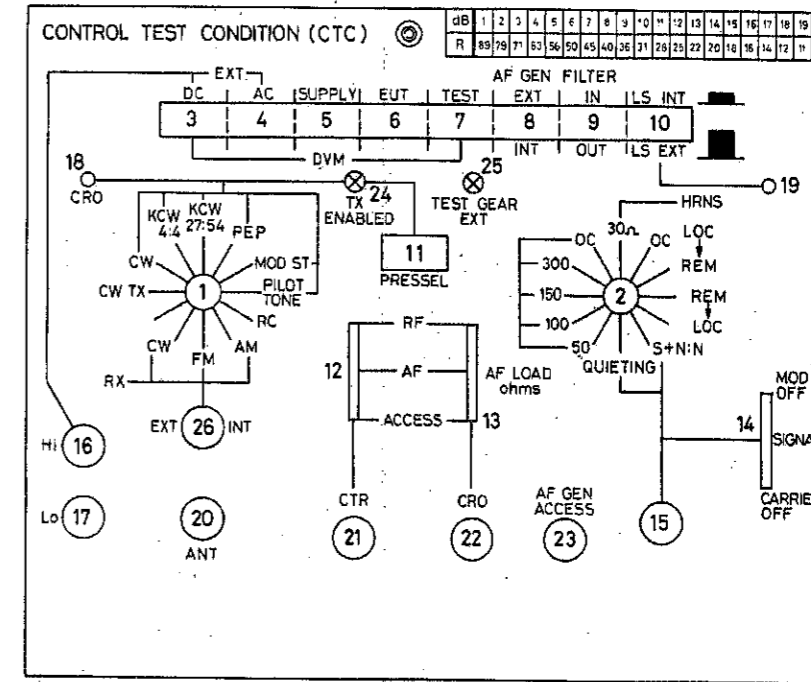 CONTROL TEST CONDITION (CTC)
dB 1 2 3 4 5 6 7 8 9 10 11 12 13 14 15 16 17 18 19
R 89 79 71 63 56 50 45 40 36 31 28 25 22 20 18 16 14 12 11
EXT
AF GEN FILTER
DC AC SUPPLY EUT TEST EXT IN LS INT
3 4 5 6 7 8 9 10
INT OUT LS EXT
DVM
18
CRO
24
TX ENABLED
25
TEST GEAR EXT
19
HRNS
11
PRESSEL
KCW 4:4
KCW 27:54
PEP
CW
MOD ST
CW TX
1
PILOT TONE
RC
CW
FM
AM
RX
30Ω
OC
OC
LOC
REM
300
150
2
REM
LOC
100
50
S+N:N
QUIETING
RF
12
AF
AF LOAD ohms
ACCESS
13
MOD OFF
14
SIGNA
CARRIE
OFF
EXT 26 INT
Hi 16
Lo 17
20
ANT
CTR
21
CRO
22
AF GEN ACCESS
23
15